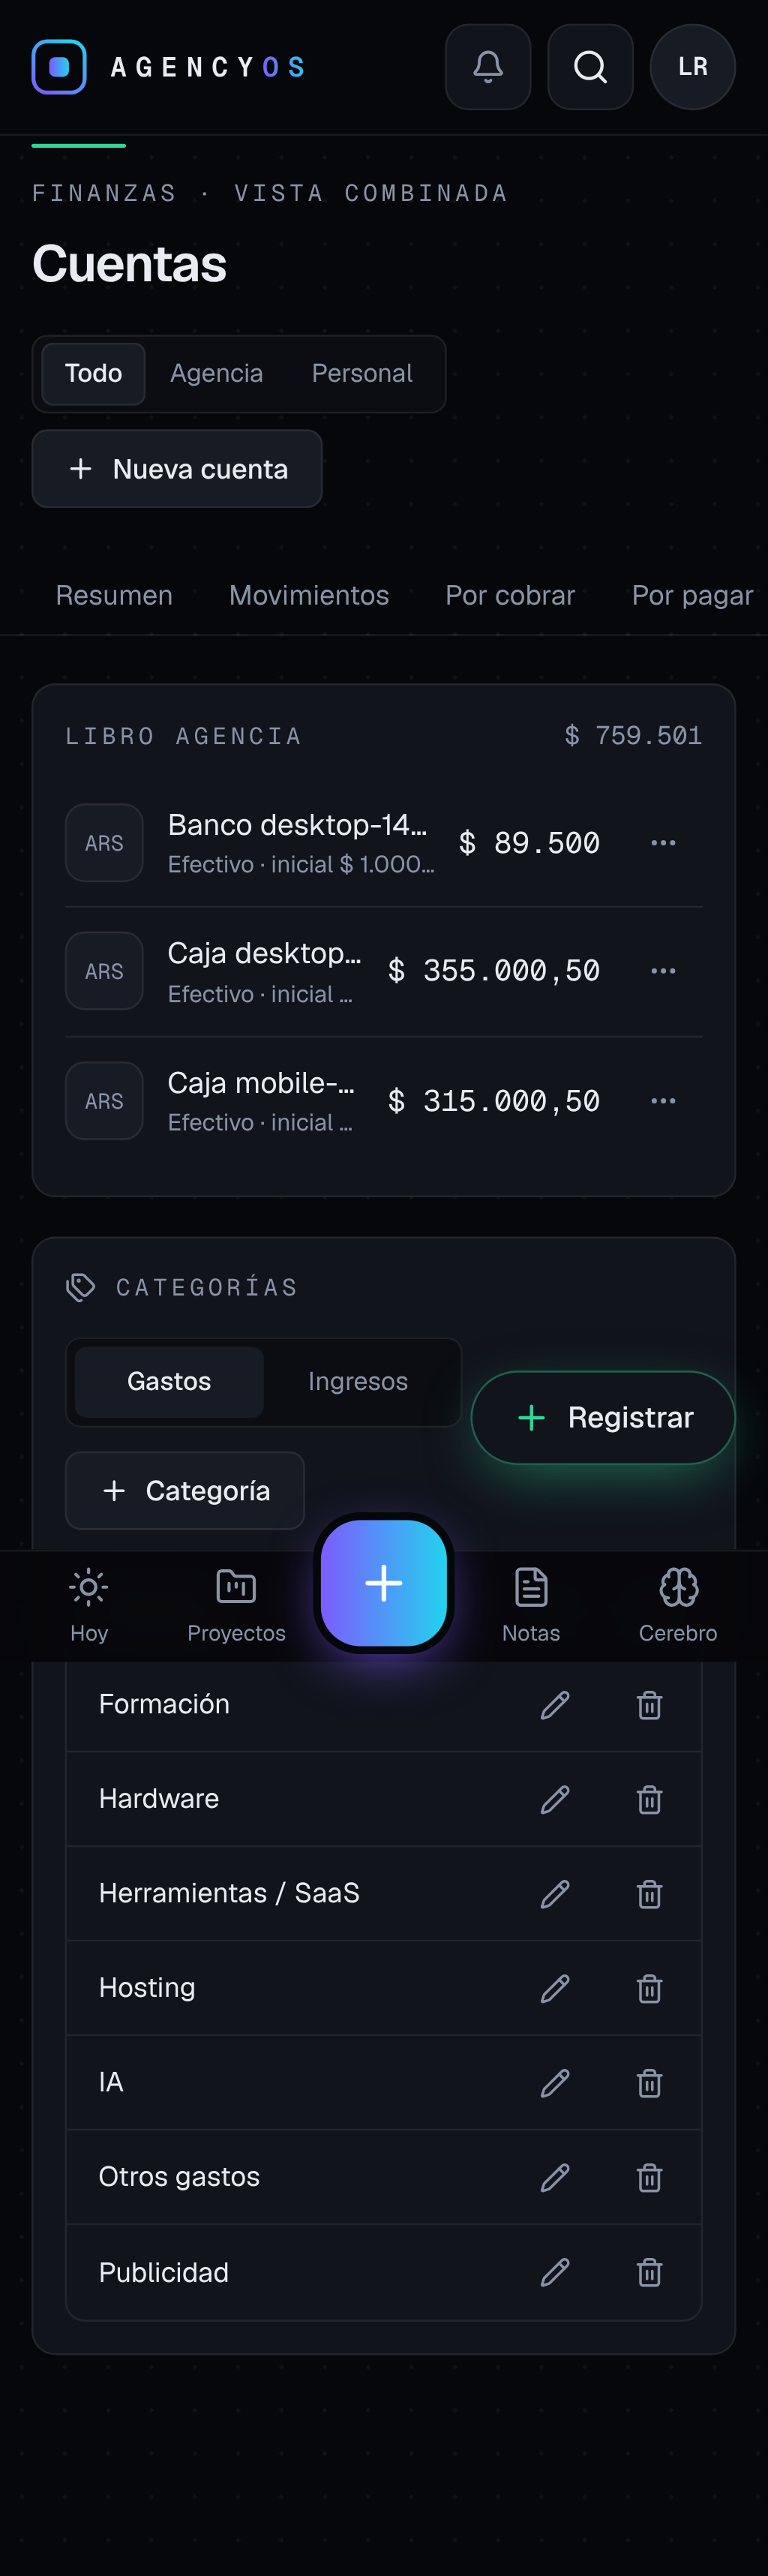 AGENCYOS
LR
FINANZAS · VISTA COMBINADA
Cuentas
Todo Agencia Personal
+ Nueva cuenta
Resumen Movimientos Por cobrar Por pagar
LIBRO AGENCIA $ 759.501
ARS Banco desktop-14… $ 89.500
Efectivo · inicial $ 1.000…
ARS Caja desktop… $ 355.000,50
Efectivo · inicial …
ARS Caja mobile-… $ 315.000,50
Efectivo · inicial …
CATEGORÍAS
Gastos Ingresos
+ Registrar
+ Categoría
Hoy Proyectos Notas Cerebro
Formación
Hardware
Herramientas / SaaS
Hosting
IA
Otros gastos
Publicidad